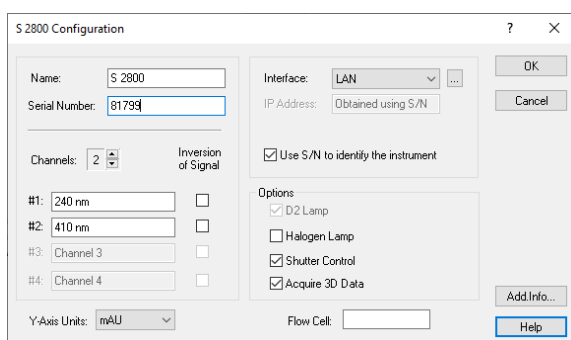 S 2800 Configuration ? ×
Name: S 2800
Serial Number: 81799
Channels: 2
Inversion
of Signal
#1: 240 nm
#2: 410 nm
#3: Channel 3
#4: Channel 4
Y-Axis Units: mAU
Interface: LAN ...
IP Address: Obtained using S/N
Use S/N to identify the instrument
Options
D2 Lamp
Halogen Lamp
Shutter Control
Acquire 3D Data
Flow Cell:
OK
Cancel
Add.Info...
Help